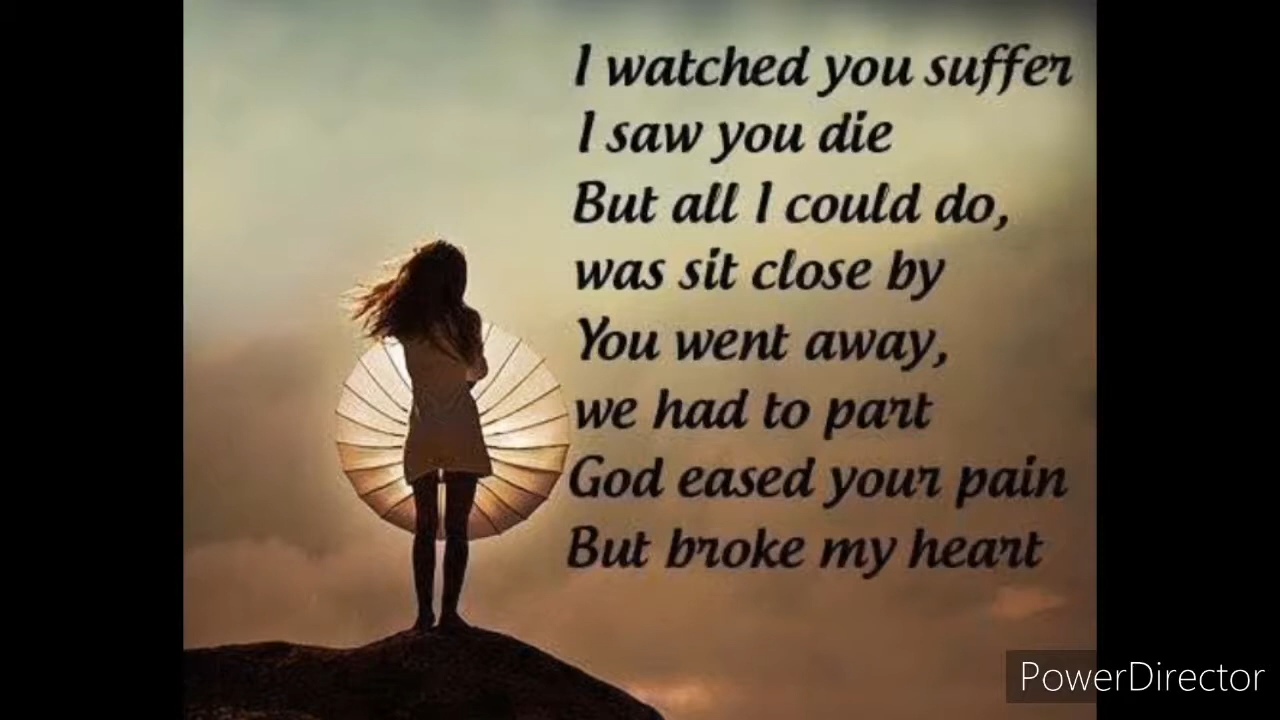 I watched you suffer
I saw you die
But all I could do,
was sit close by
You went away,
we had to part
God eased your pain
But broke my heart
PowerDirector